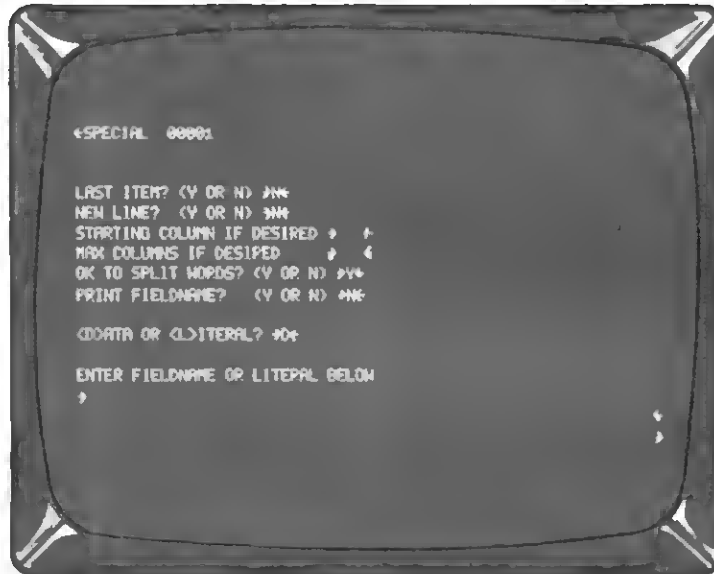 SPECIAL 00001
LAST ITEM? (Y OR N) N
NEW LINE? (Y OR N) N
STARTING COLUMN IF DESIRED
MAX COLUMNS IF DESIRED
OK TO SPLIT WORDS? (Y OR N) Y
PRINT FIELDNAME? (Y OR N) N
<D>DATA OR <L>ITERAL? D
ENTER FIELDNAME OR LITERAL BELOW